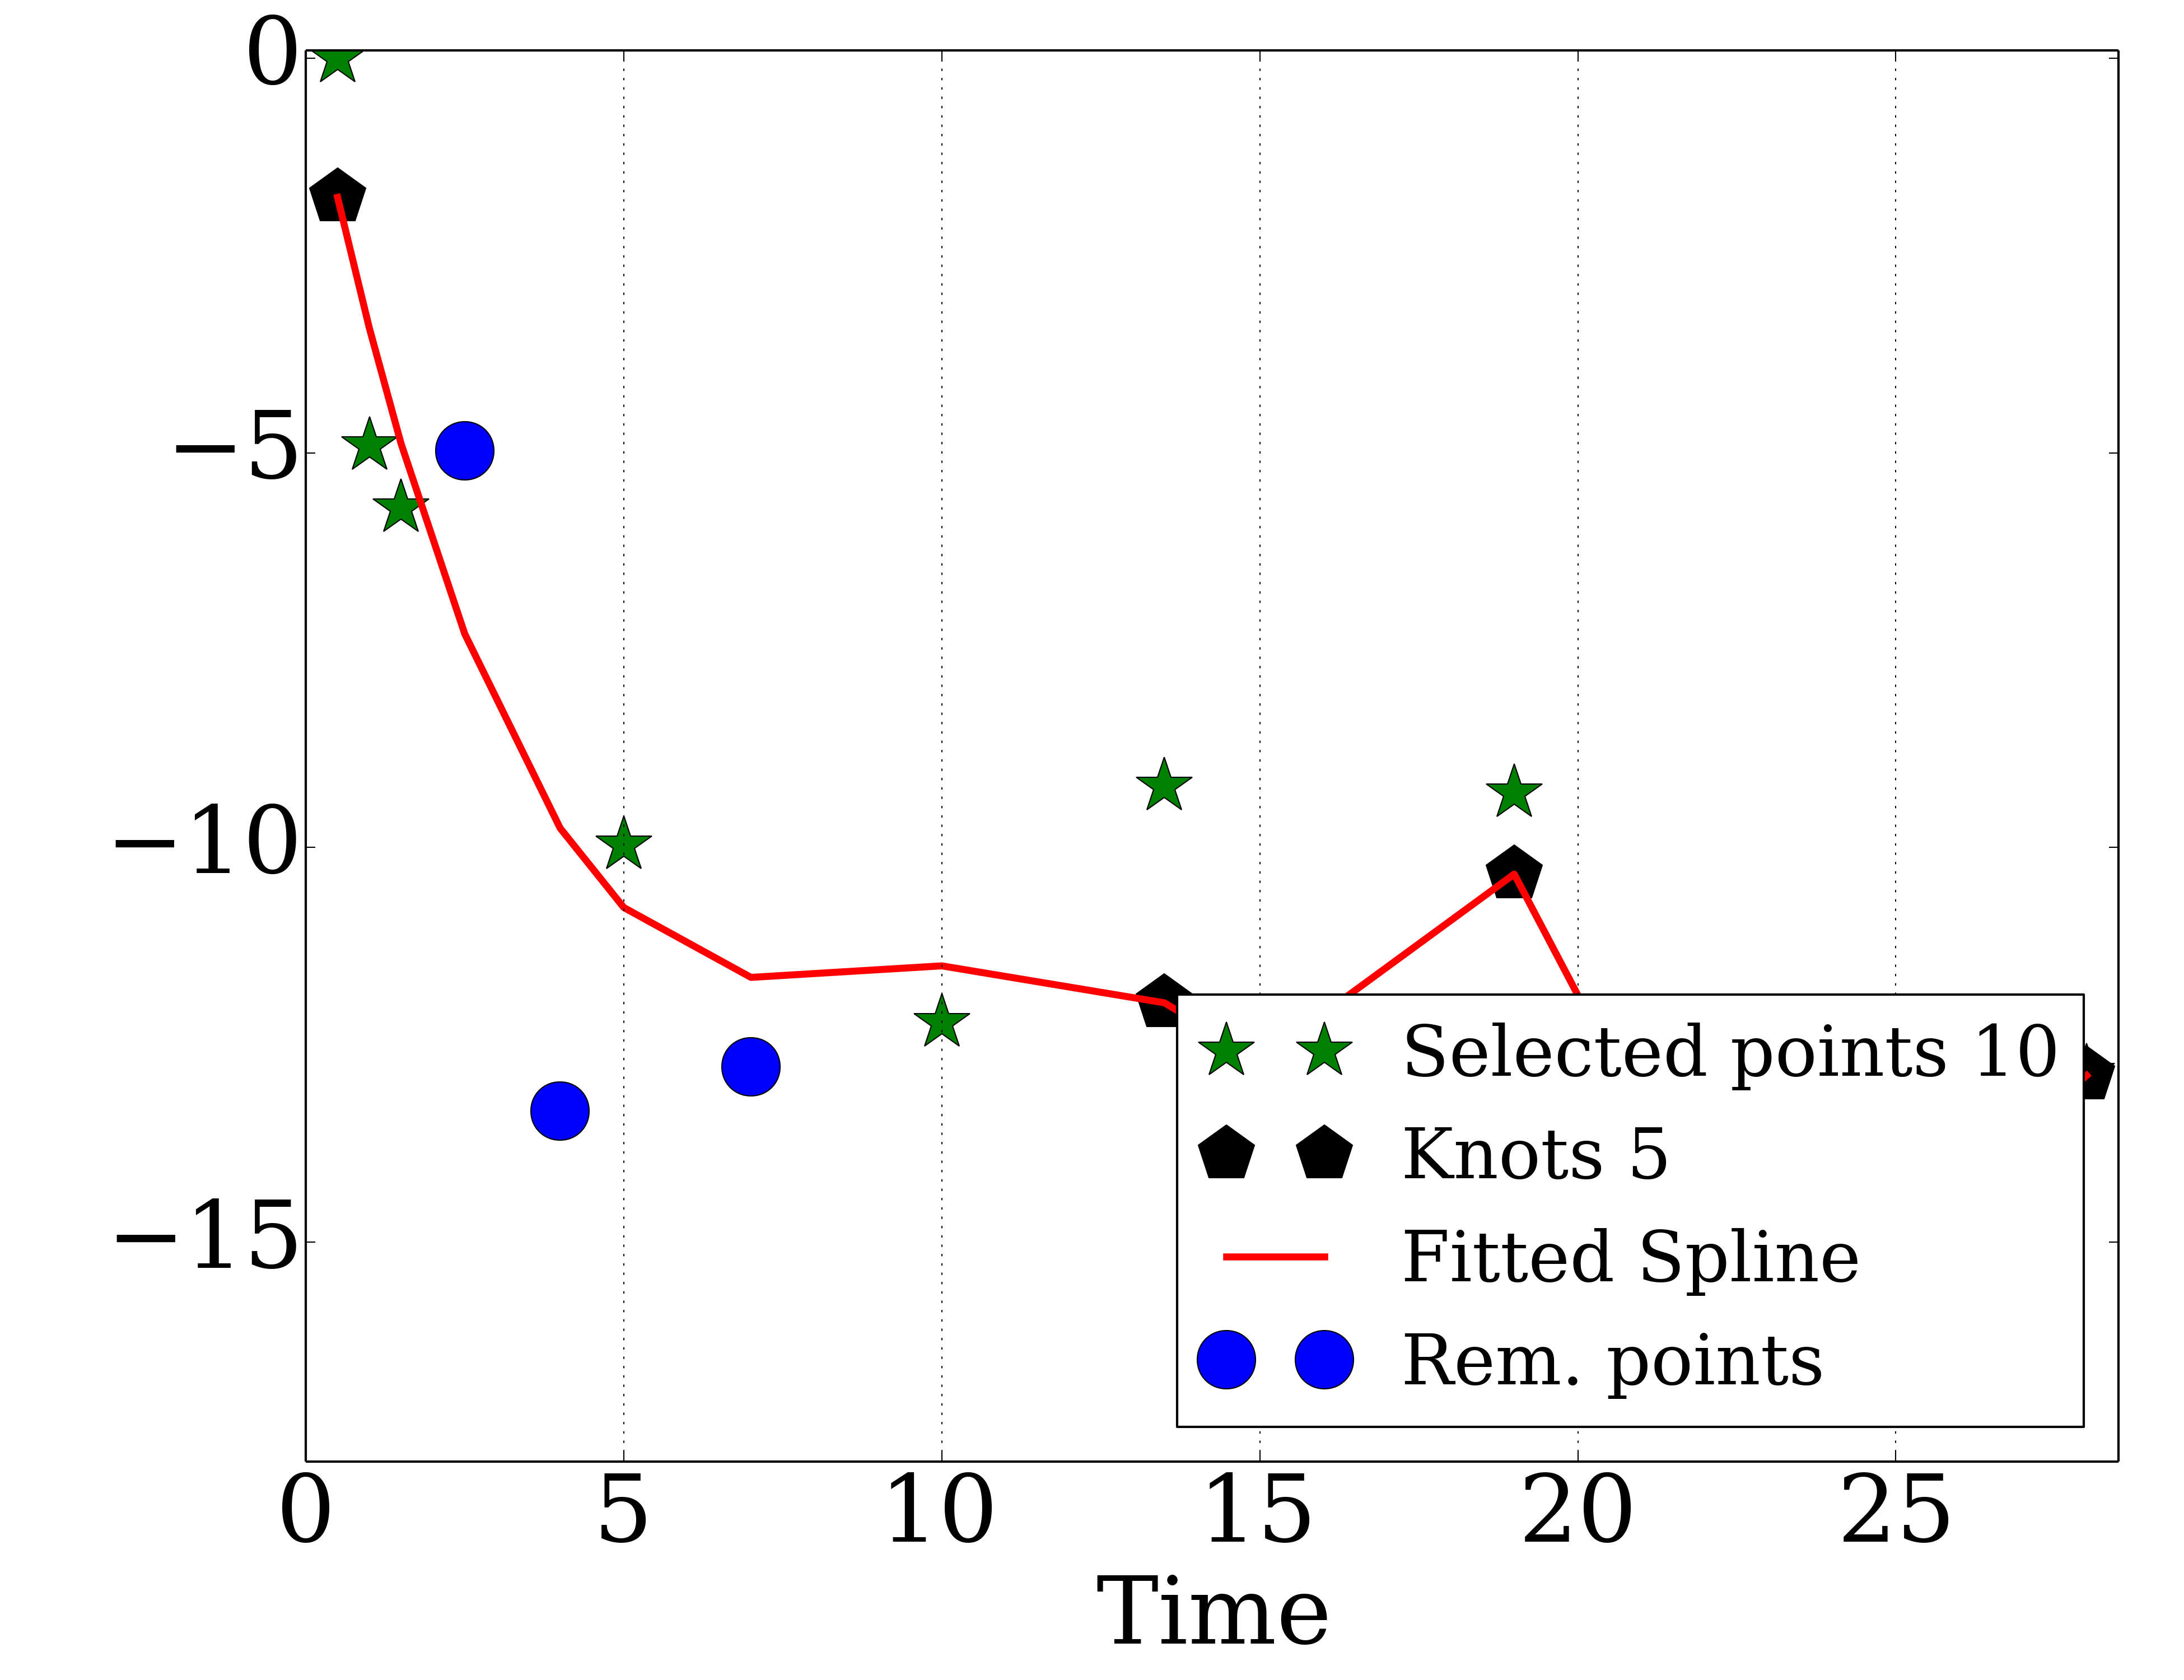 0
−5
−10
−15
Selected points 10
Knots 5
Fitted Spline
Rem. points
0 5 10 15 20 25
Time